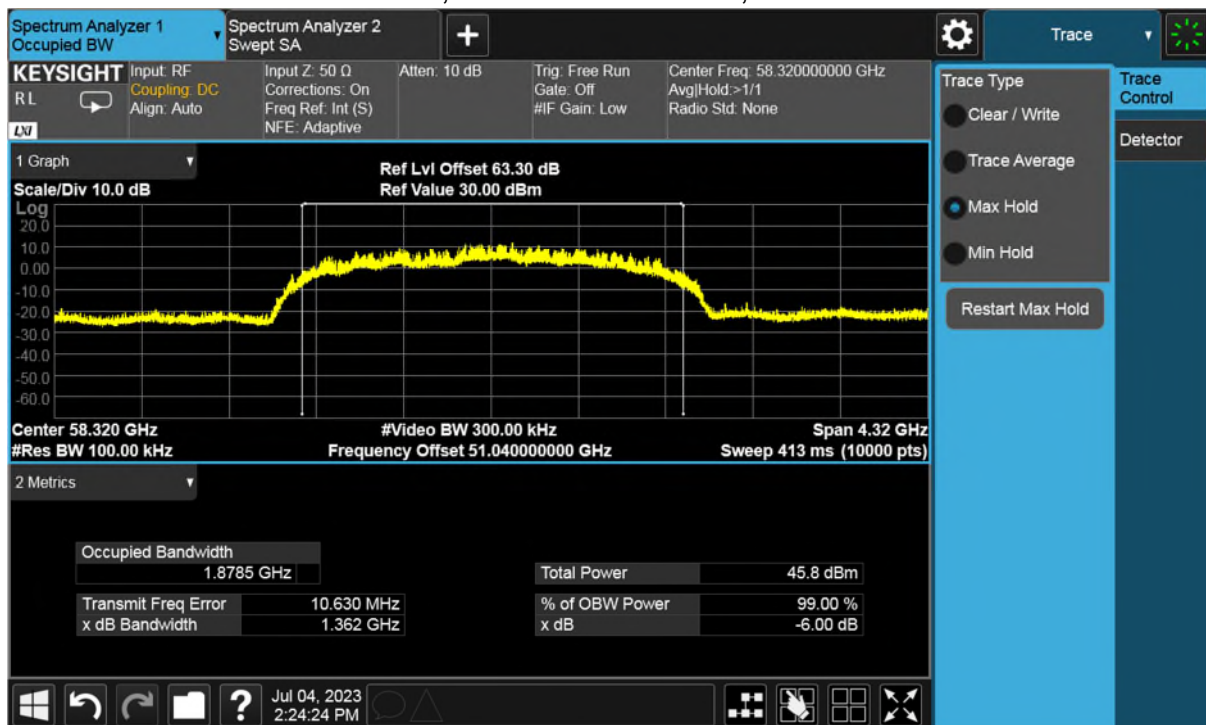 Spectrum Analyzer 1
Occupied BW
Spectrum Analyzer 2
Swept SA
+
Trace
KEYSIGHT
RL
LXI
Input: RF
Coupling: DC
Align: Auto
Input Z: 50 Ω
Corrections: On
Freq Ref: Int (S)
NFE: Adaptive
Atten: 10 dB
Trig: Free Run
Gate: Off
#IF Gain: Low
Center Freq: 58.320000000 GHz
Avg|Hold:>1/1
Radio Std: None
Trace Type
Clear / Write
Trace Average
Max Hold
Min Hold
Restart Max Hold
Trace
Control
Detector
1 Graph
Scale/Div 10.0 dB
Ref Lvl Offset 63.30 dB
Ref Value 30.00 dBm
Log
20.0
10.0
0.00
-10.0
-20.0
-30.0
-40.0
-50.0
-60.0
Center 58.320 GHz
#Video BW 300.00 kHz
Span 4.32 GHz
#Res BW 100.00 kHz
Frequency Offset 51.040000000 GHz
Sweep 413 ms (10000 pts)
2 Metrics
Occupied Bandwidth
1.8785 GHz
Total Power 45.8 dBm
Transmit Freq Error 10.630 MHz
% of OBW Power 99.00 %
x dB Bandwidth 1.362 GHz
x dB -6.00 dB
?
Jul 04, 2023
2:24:24 PM